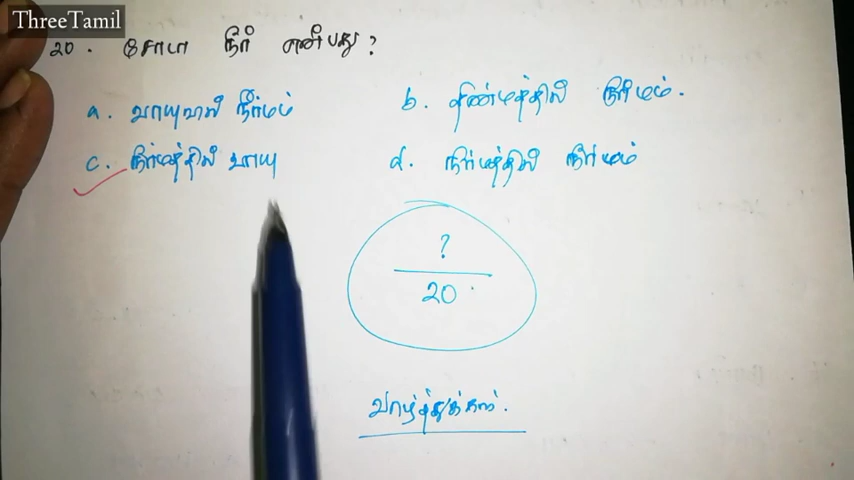 ThreeTamil
20. சோடா நீர் என்பது?
a. வாயுவில் நீர்மம் b. திண்மத்தில் நீர்மம்.
c. நீர்மத்தில் வாயு d. நீர்மத்தில் நீர்மம்
?
20
வாழ்த்துக்கள்.